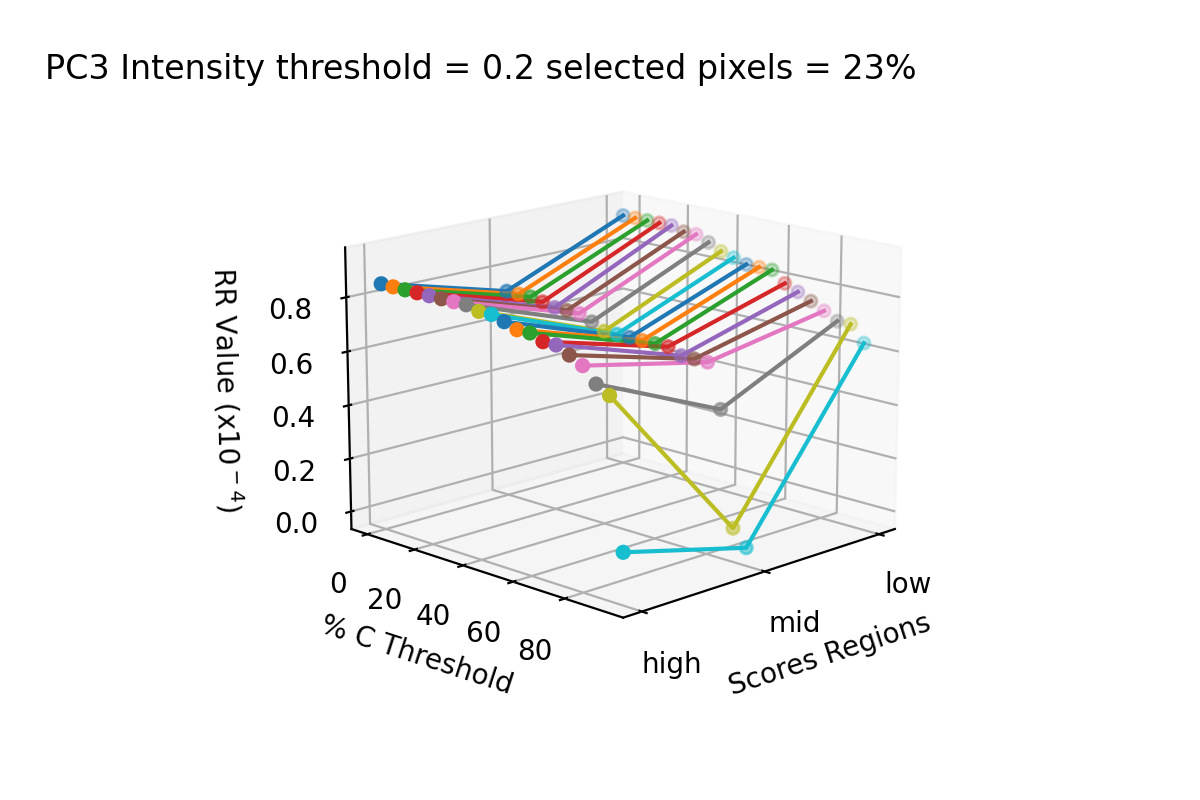 PC3 Intensity threshold = 0.2 selected pixels = 23%
RR Value (x10⁻⁴)
0.8
0.6
0.4
0.2
0.0
0
20
40
60
80
% C Threshold
high
mid
low
Scores Regions